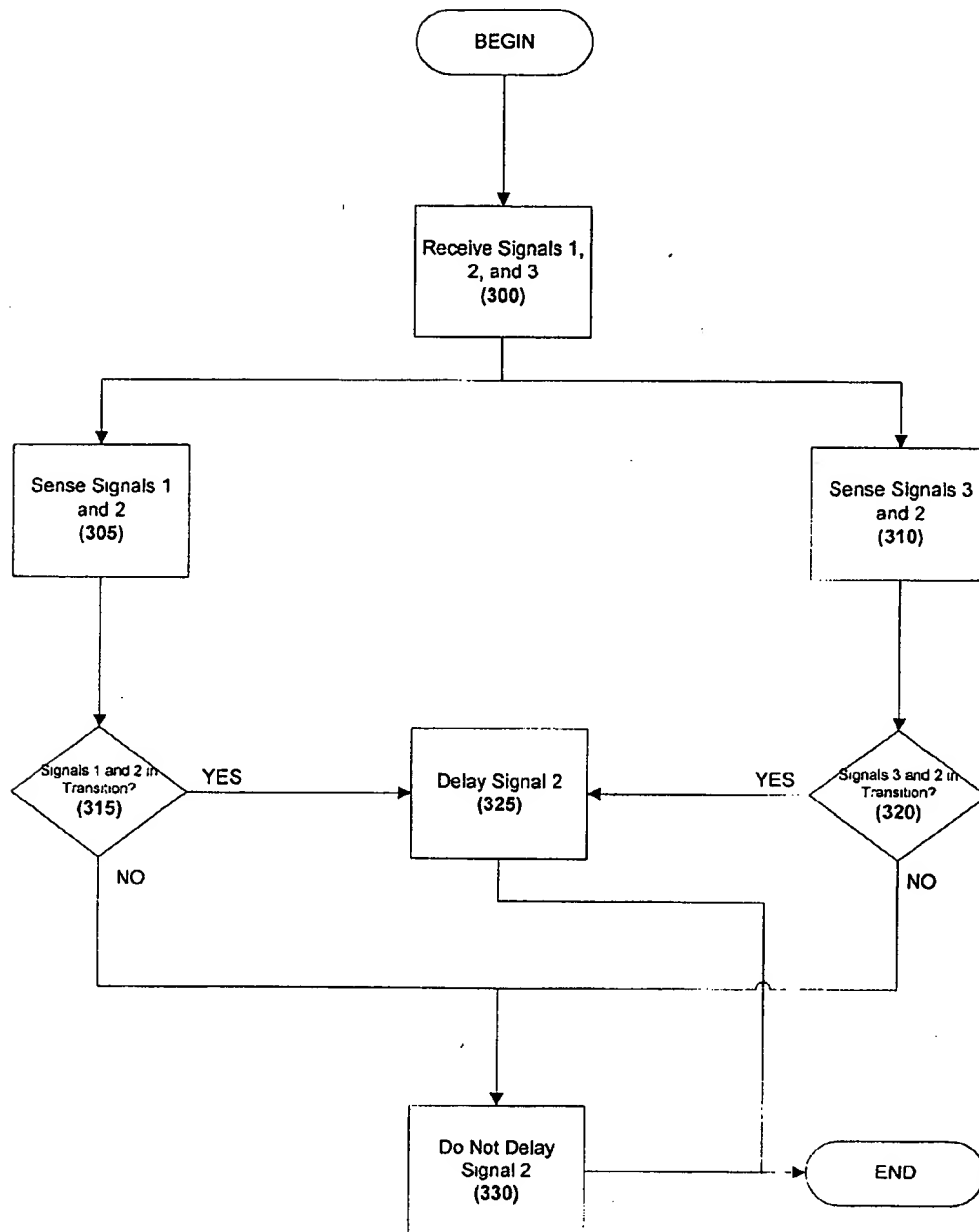 BEGIN
Receive Signals 1,
2, and 3
(300)
Sense Signals 1
and 2
(305)
Sense Signals 3
and 2
(310)
Signals 1 and 2 in
Transition?
(315)
YES
NO
Delay Signal 2
(325)
YES
Signals 3 and 2 in
Transition?
(320)
NO
Do Not Delay
Signal 2
(330)
END